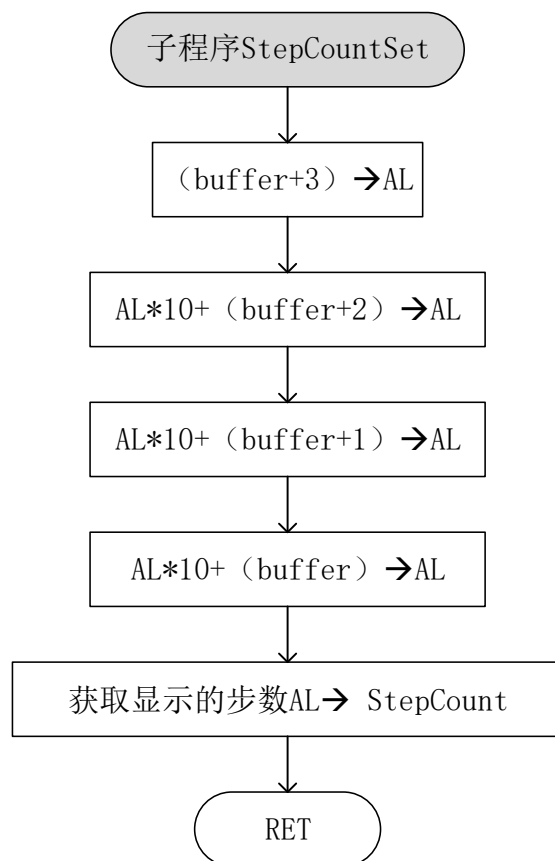 子程序StepCountSet
（buffer+3）→AL
AL*10+（buffer+2）→AL
AL*10+（buffer+1）→AL
AL*10+（buffer）→AL
获取显示的步数AL→ StepCount
RET